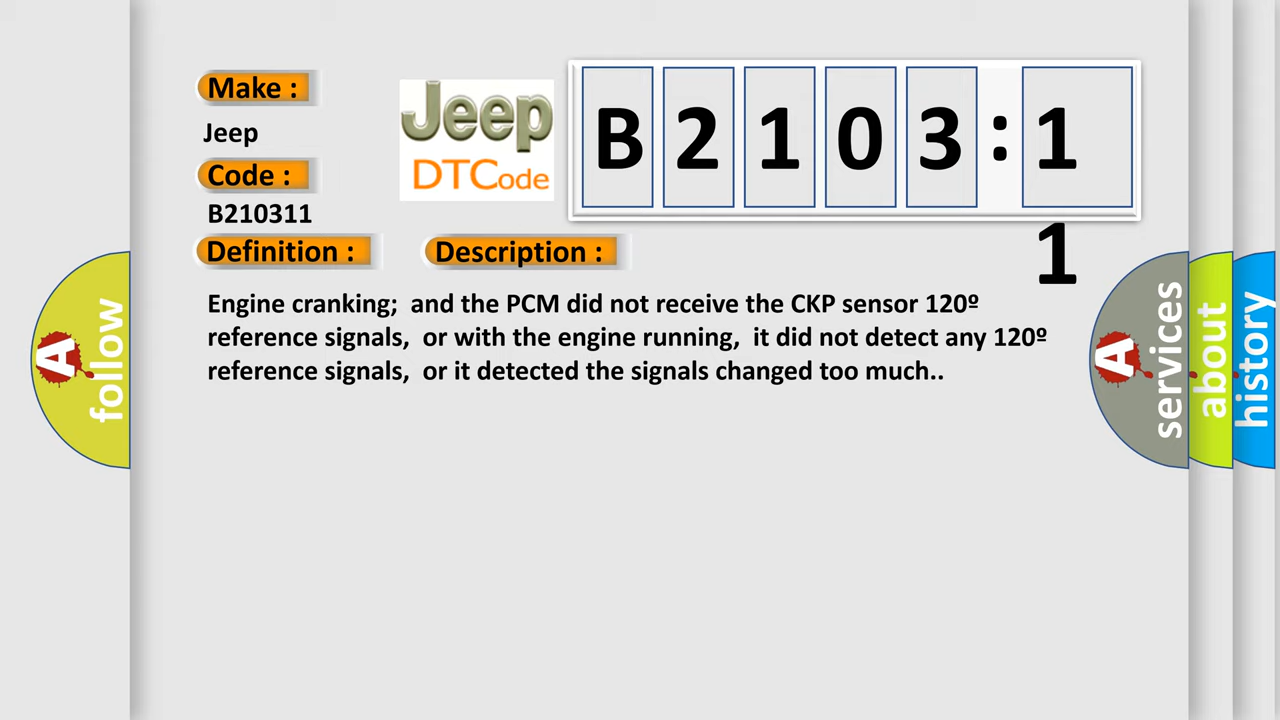 Make :
Jeep
Code :
B210311
Definition :
Description :
Jeep
DTCode
B 2 1 0 3 : 1
1
Engine cranking; and the PCM did not receive the CKP sensor 120º
reference signals, or with the engine running, it did not detect any 120º
reference signals, or it detected the signals changed too much..
A
follow
A
services
about
history